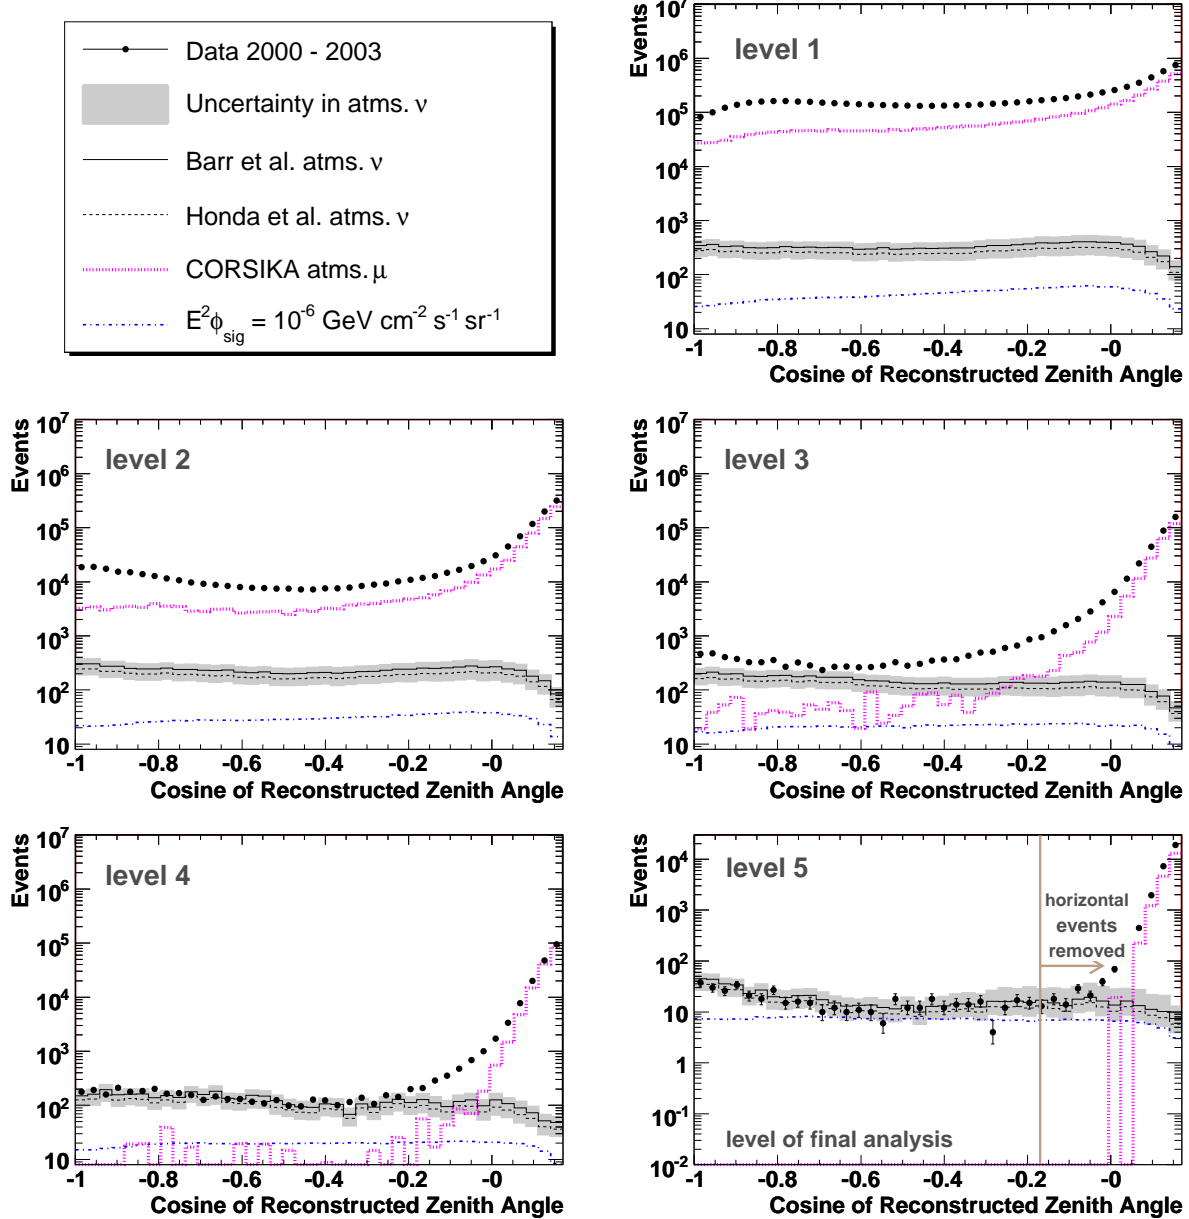 Data 2000 - 2003
Uncertainty in atms. ν
Barr et al. atms. ν
Honda et al. atms. ν
CORSIKA atms. μ
E²ϕ_sig = 10⁻⁶ GeV cm⁻² s⁻¹ sr⁻¹
Events
level 1
10⁷
10⁶
10⁵
10⁴
10³
10²
10
-1 -0.8 -0.6 -0.4 -0.2 -0
Cosine of Reconstructed Zenith Angle
Events
level 2
10⁷
10⁶
10⁵
10⁴
10³
10²
10
-1 -0.8 -0.6 -0.4 -0.2 -0
Cosine of Reconstructed Zenith Angle
Events
level 3
10⁷
10⁶
10⁵
10⁴
10³
10²
10
-1 -0.8 -0.6 -0.4 -0.2 -0
Cosine of Reconstructed Zenith Angle
Events
level 4
10⁷
10⁶
10⁵
10⁴
10³
10²
10
-1 -0.8 -0.6 -0.4 -0.2 -0
Cosine of Reconstructed Zenith Angle
Events
level 5
10⁴
10³
10²
10
1
10⁻¹
10⁻²
horizontal
events
removed
level of final analysis
-1 -0.8 -0.6 -0.4 -0.2 -0
Cosine of Reconstructed Zenith Angle